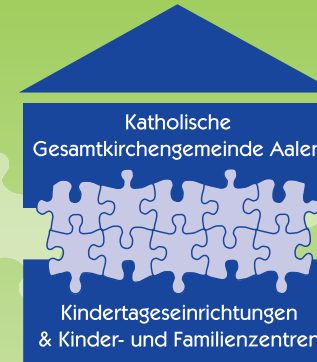 Katholische
Gesamtkirchengemeinde Aalen
Kindertageseinrichtungen
& Kinder- und Familienzentren